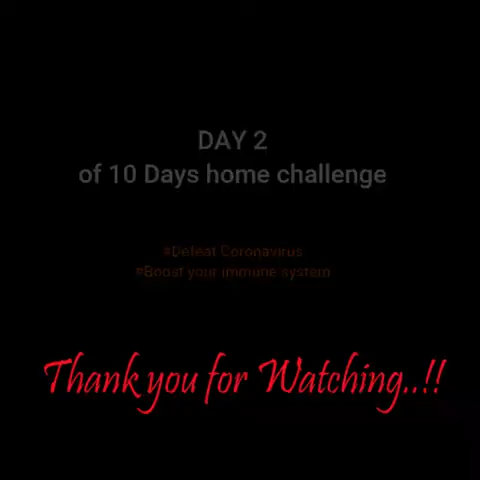 DAY 2
of 10 Days home challenge
#Defeat Coronavirus
#Boost your immune system
Thank you for Watching..!!